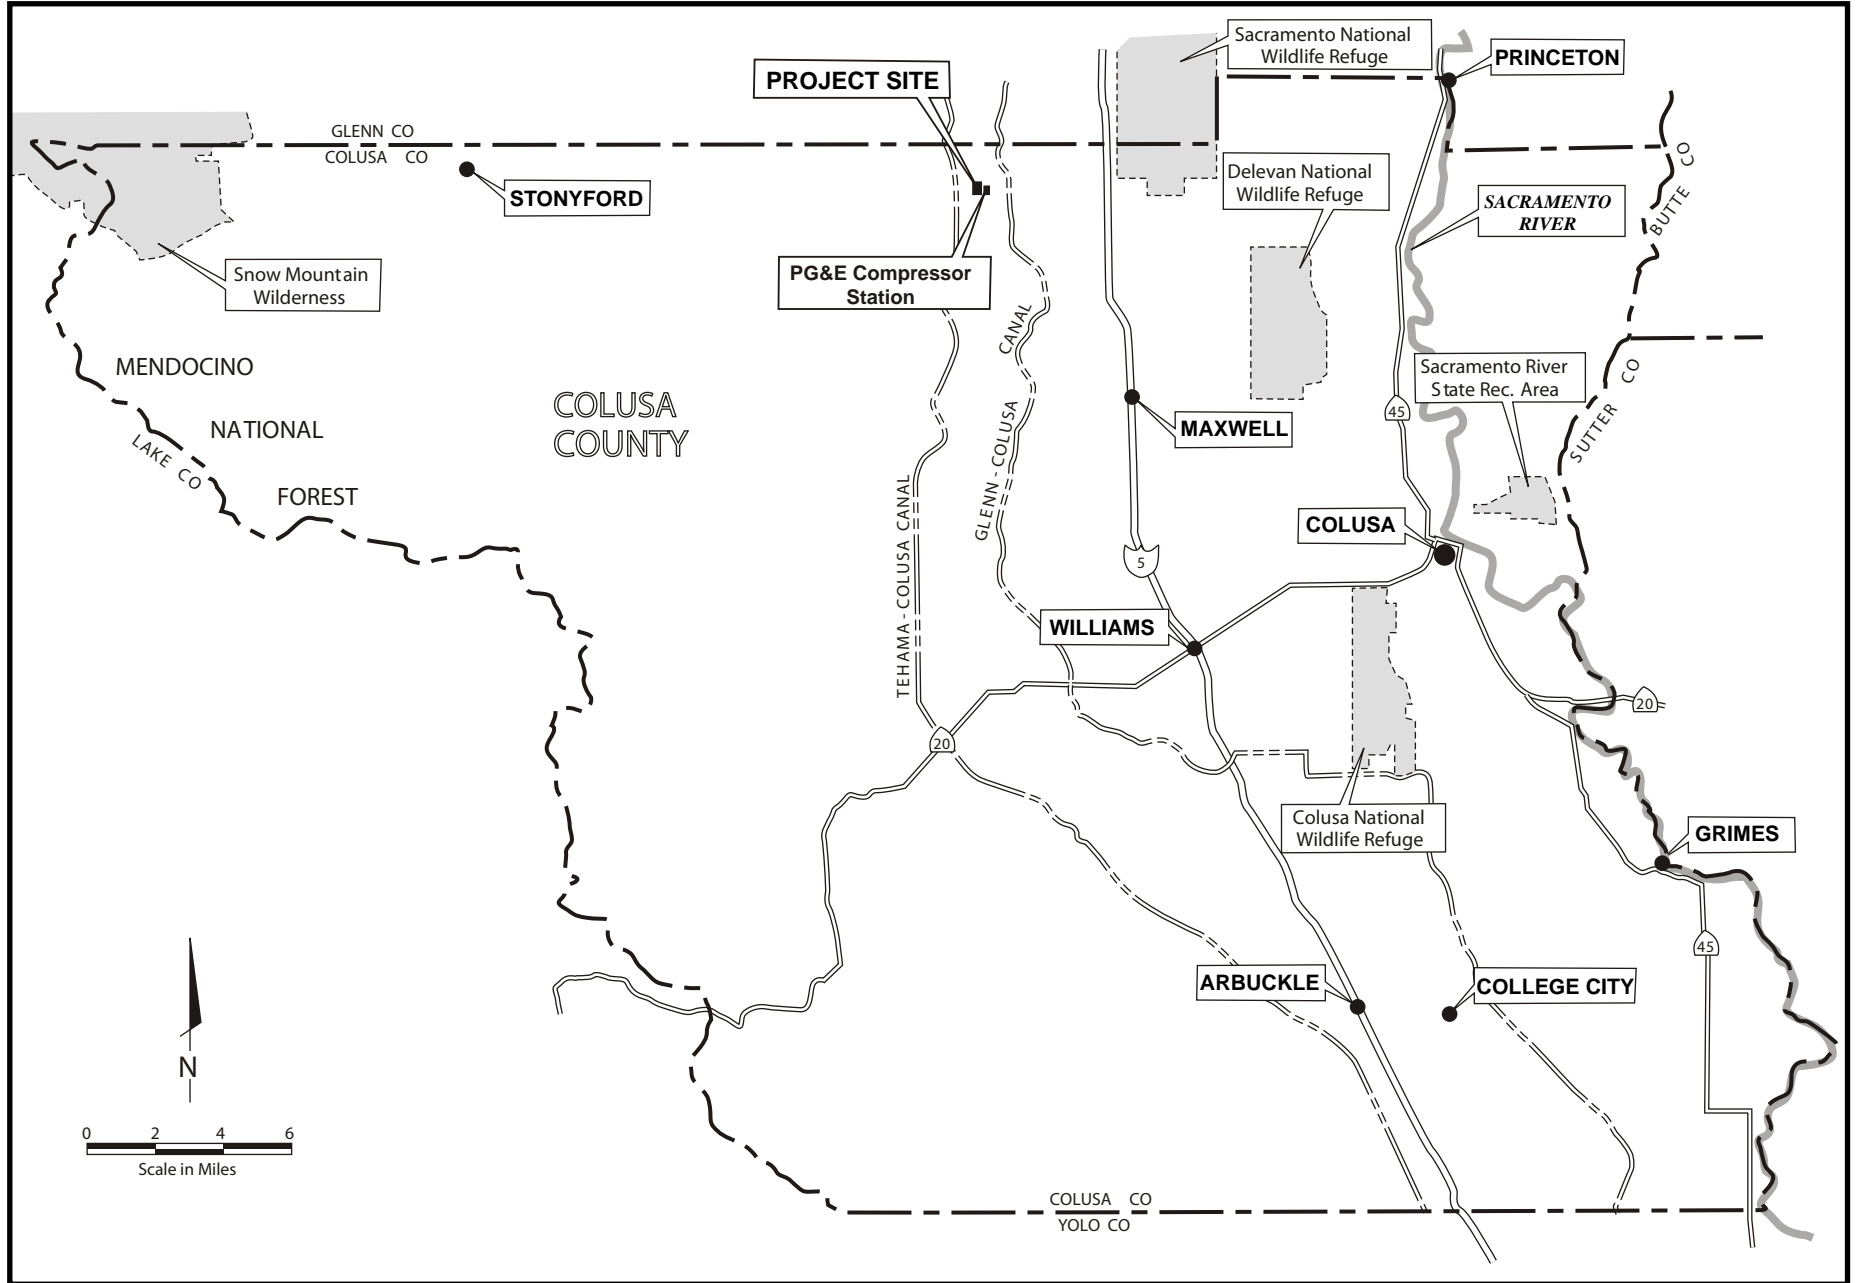 Sacramento National
Wildlife Refuge
PRINCETON
PROJECT SITE
GLENN CO
COLUSA CO
STONYFORD
Delevan National
Wildlife Refuge
SACRAMENTO
RIVER
BUTTE CO
Snow Mountain
Wilderness
PG&E Compressor
Station
MENDOCINO
NATIONAL
FOREST
LAKE CO
COLUSA
COUNTY
GLENN - COLUSA CANAL
TEHAMA - COLUSA CANAL
MAXWELL
Sacramento River
State Rec. Area
SUTTER CO
45
COLUSA
5
WILLIAMS
20
20
Colusa National
Wildlife Refuge
GRIMES
45
ARBUCKLE
COLLEGE CITY
N
0 2 4 6
Scale in Miles
COLUSA CO
YOLO CO